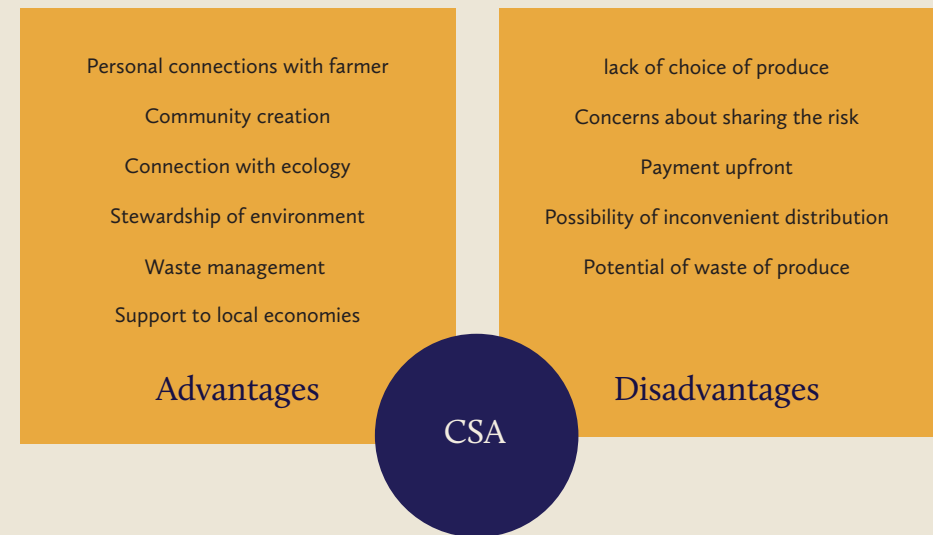 Personal connections with farmer
Community creation
Connection with ecology
Stewardship of environment
Waste management
Support to local economies
Advantages
lack of choice of produce
Concerns about sharing the risk
Payment upfront
Possibility of inconvenient distribution
Potential of waste of produce
Disadvantages
CSA